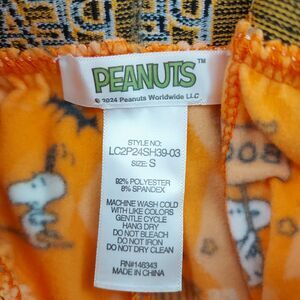 PEANUTS™
© 2024 Peanuts Worldwide LLC
STYLE NO:
LC2P24SH39-03
SIZE: S
92% POLYESTER
8% SPANDEX
MACHINE WASH COLD
WITH LIKE COLORS
GENTLE CYCLE
HANG DRY
DO NOT BLEACH
DO NOT IRON
DO NOT DRY CLEAN
RN#146343
MADE IN CHINA